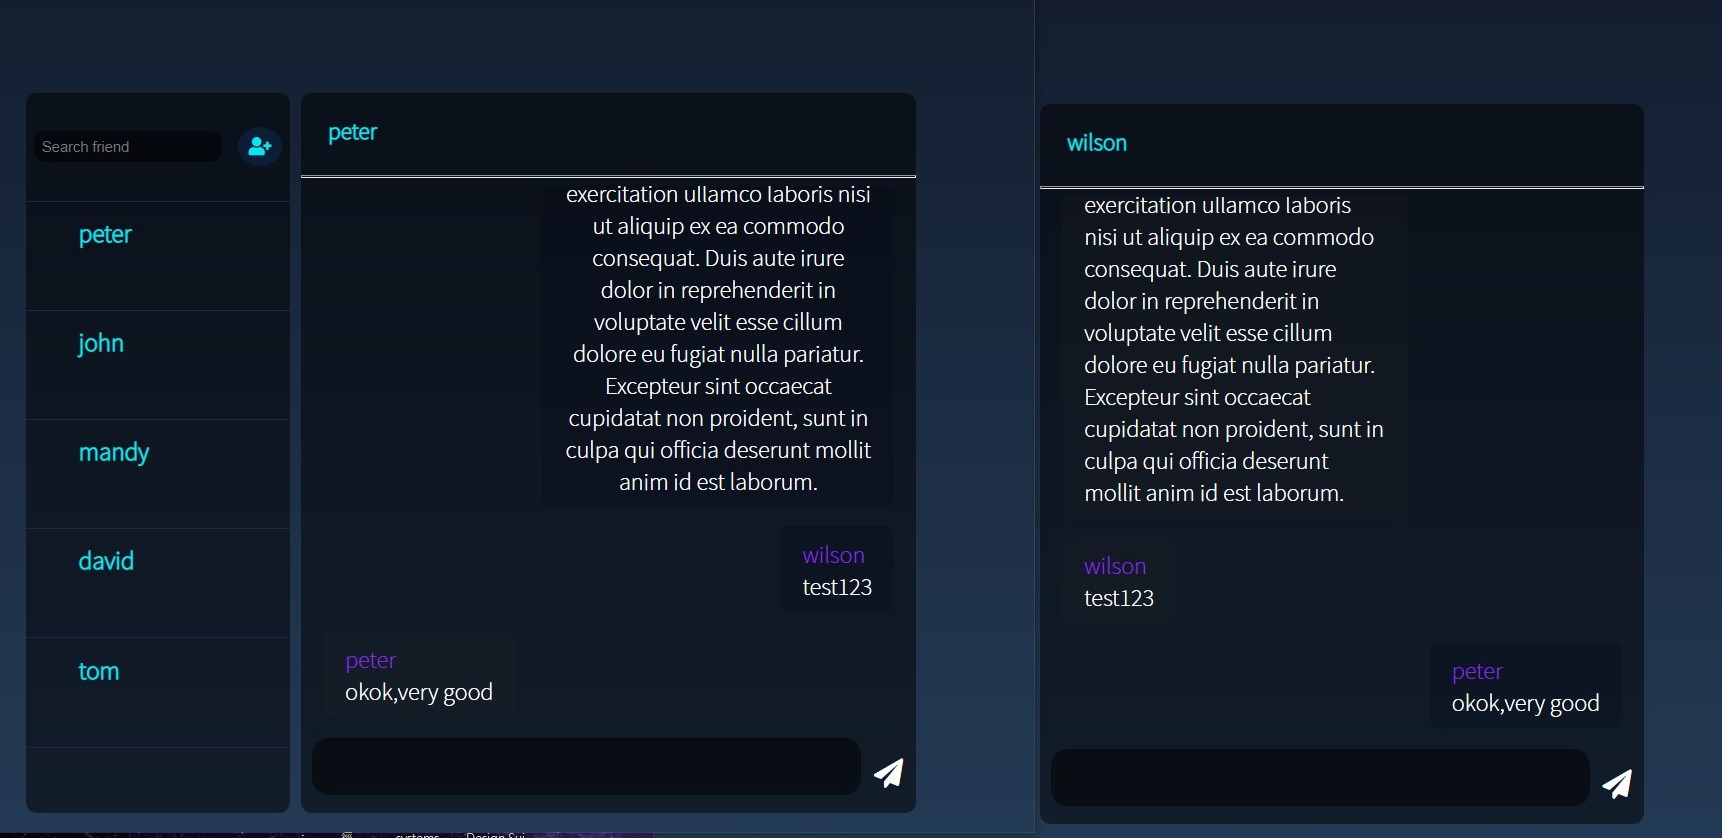 Search friend
peter
john
mandy
david
tom
peter
exercitation ullamco laboris nisi
ut aliquip ex ea commodo
consequat. Duis aute irure
dolor in reprehenderit in
voluptate velit esse cillum
dolore eu fugiat nulla pariatur.
Excepteur sint occaecat
cupidatat non proident, sunt in
culpa qui officia deserunt mollit
anim id est laborum.
wilson
test123
peter
okok,very good
wilson
exercitation ullamco laboris
nisi ut aliquip ex ea commodo
consequat. Duis aute irure
dolor in reprehenderit in
voluptate velit esse cillum
dolore eu fugiat nulla pariatur.
Excepteur sint occaecat
cupidatat non proident, sunt in
culpa qui officia deserunt
mollit anim id est laborum.
wilson
test123
peter
okok,very good
systems
Design